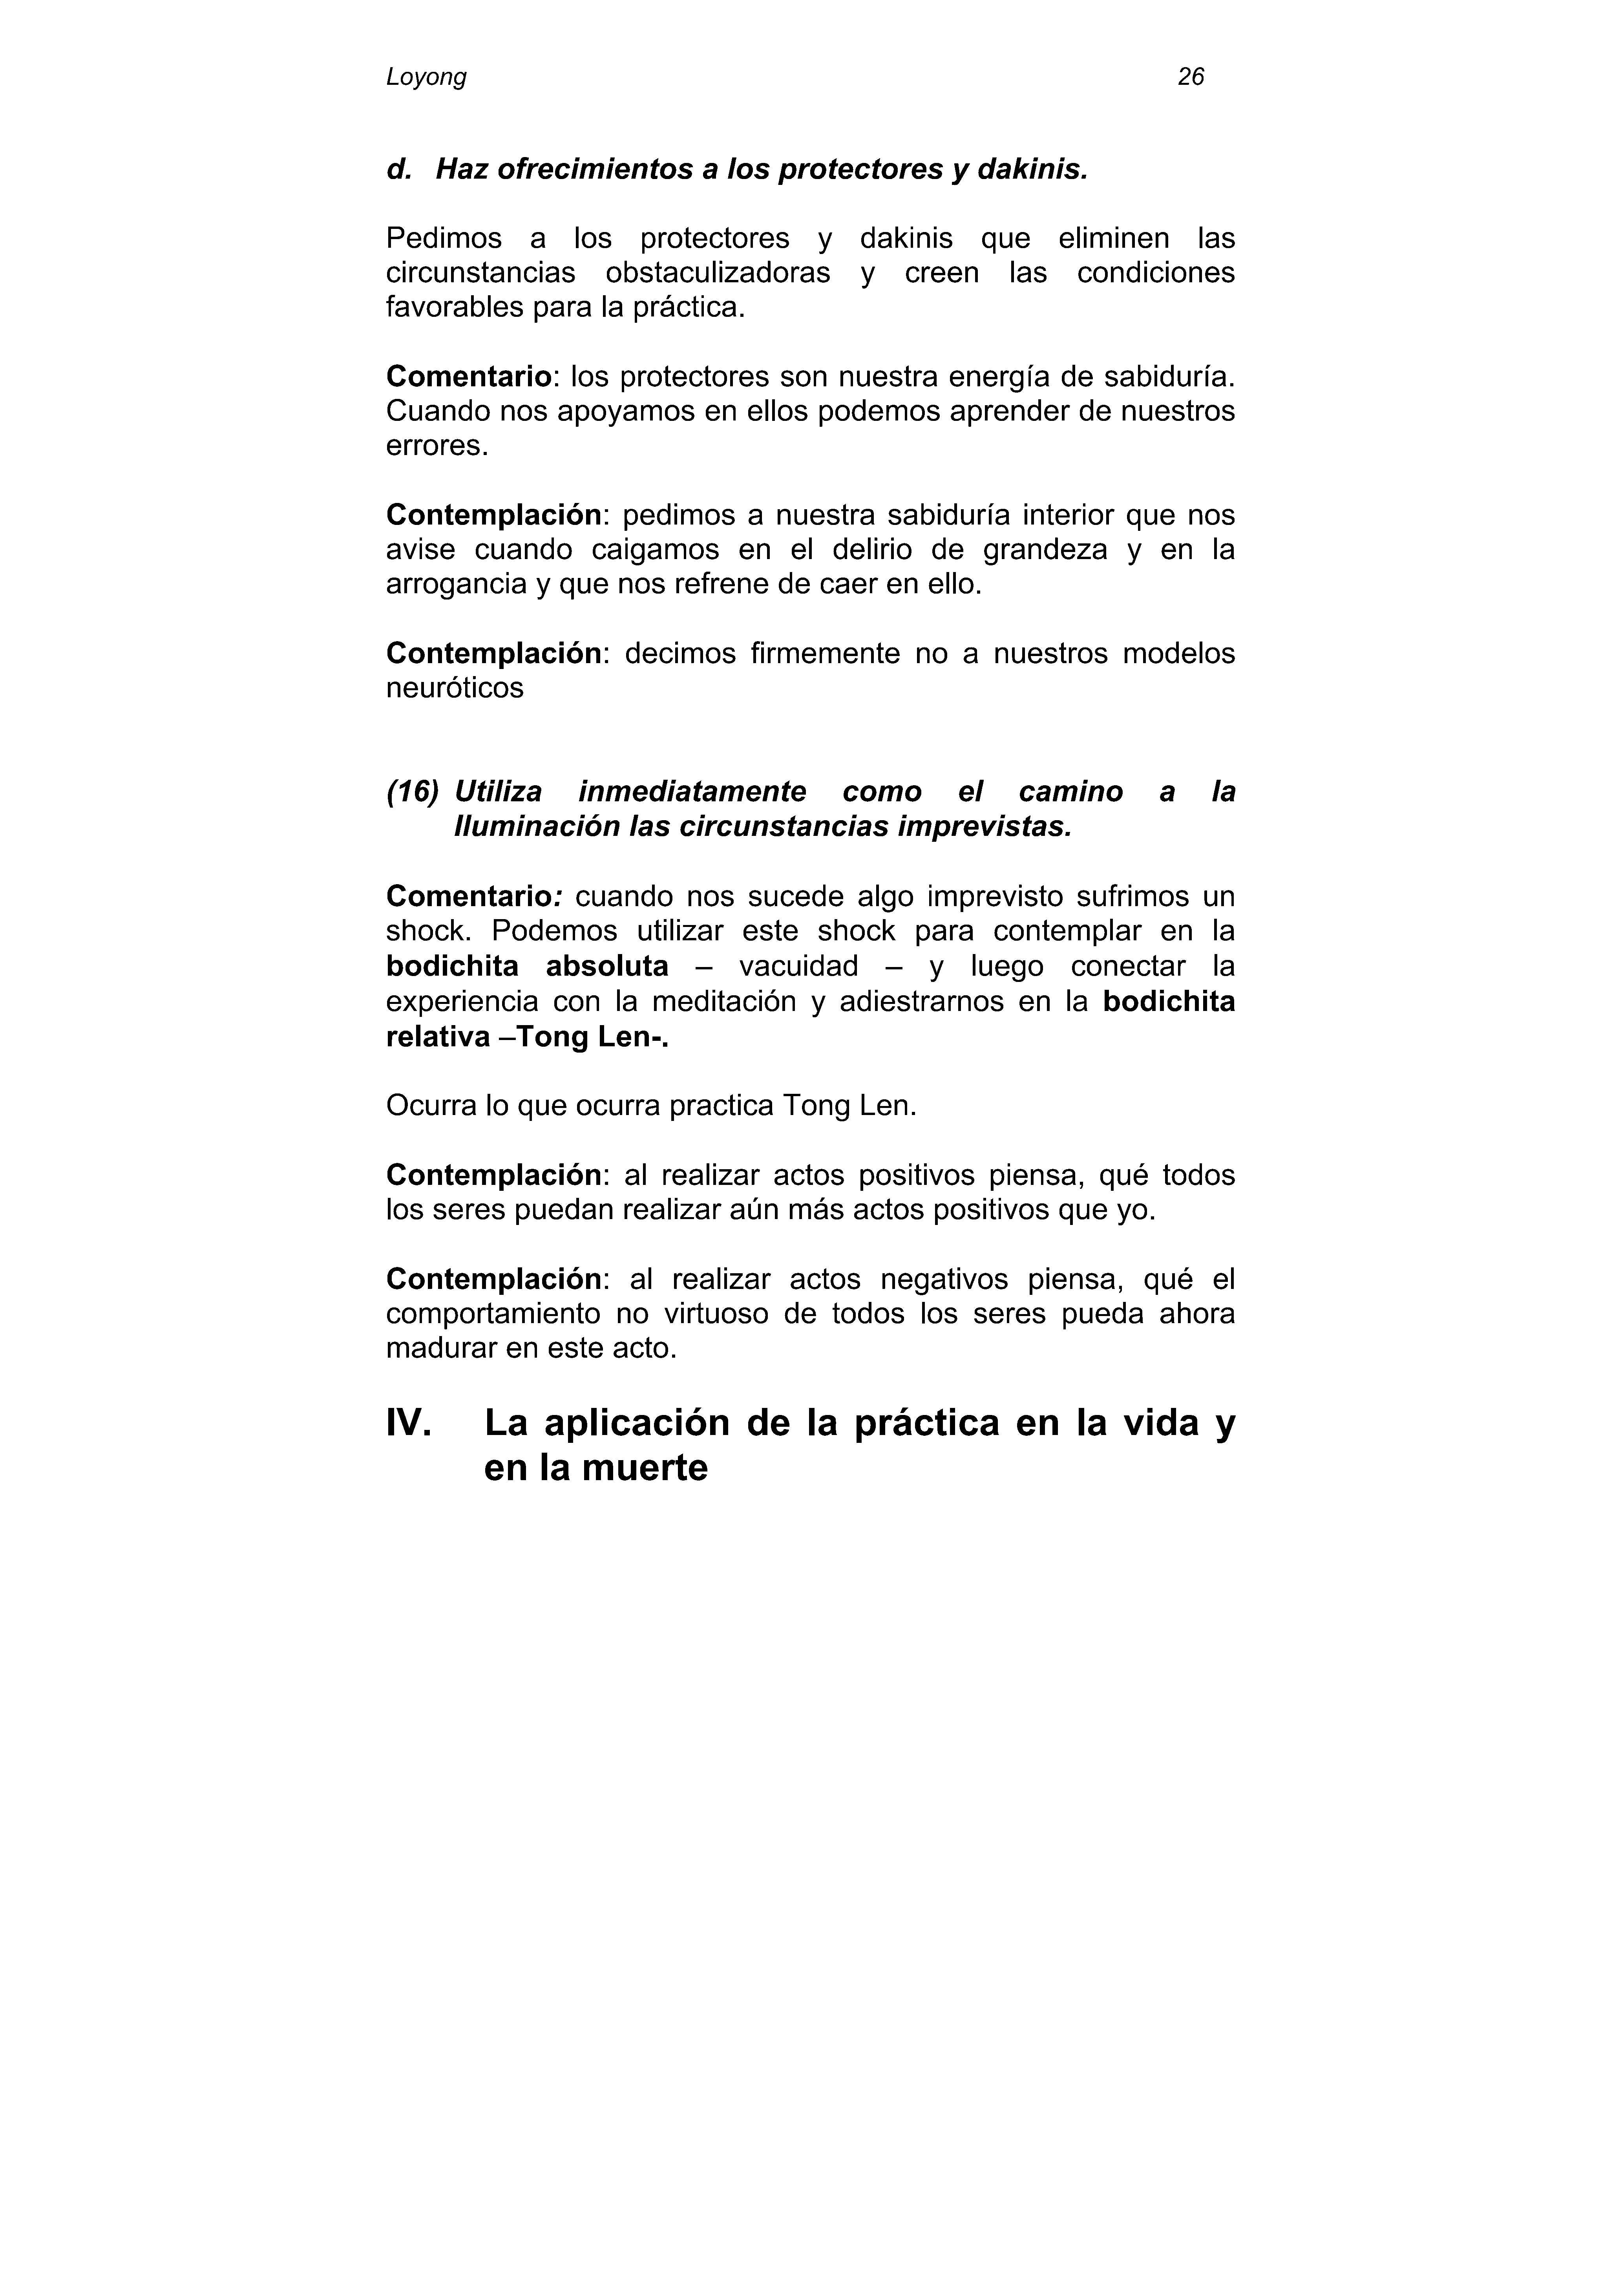 Loyong 26
d. Haz ofrecimientos a los protectores y dakinis.
Pedimos a los protectores y dakinis que eliminen las
circunstancias obstaculizadoras y creen las condiciones
favorables para la práctica.
Comentario: los protectores son nuestra energía de sabiduría.
Cuando nos apoyamos en ellos podemos aprender de nuestros
errores.
Contemplación: pedimos a nuestra sabiduría interior que nos
avise cuando caigamos en el delirio de grandeza y en la
arrogancia y que nos refrene de caer en ello.
Contemplación: decimos firmemente no a nuestros modelos
neuróticos
(16) Utiliza inmediatamente como el camino a la
Iluminación las circunstancias imprevistas.
Comentario: cuando nos sucede algo imprevisto sufrimos un
shock. Podemos utilizar este shock para contemplar en la
bodichita absoluta – vacuidad – y luego conectar la
experiencia con la meditación y adiestrarnos en la bodichita
relativa –Tong Len-.
Ocurra lo que ocurra practica Tong Len.
Contemplación: al realizar actos positivos piensa, qué todos
los seres puedan realizar aún más actos positivos que yo.
Contemplación: al realizar actos negativos piensa, qué el
comportamiento no virtuoso de todos los seres pueda ahora
madurar en este acto.
IV. La aplicación de la práctica en la vida y
en la muerte